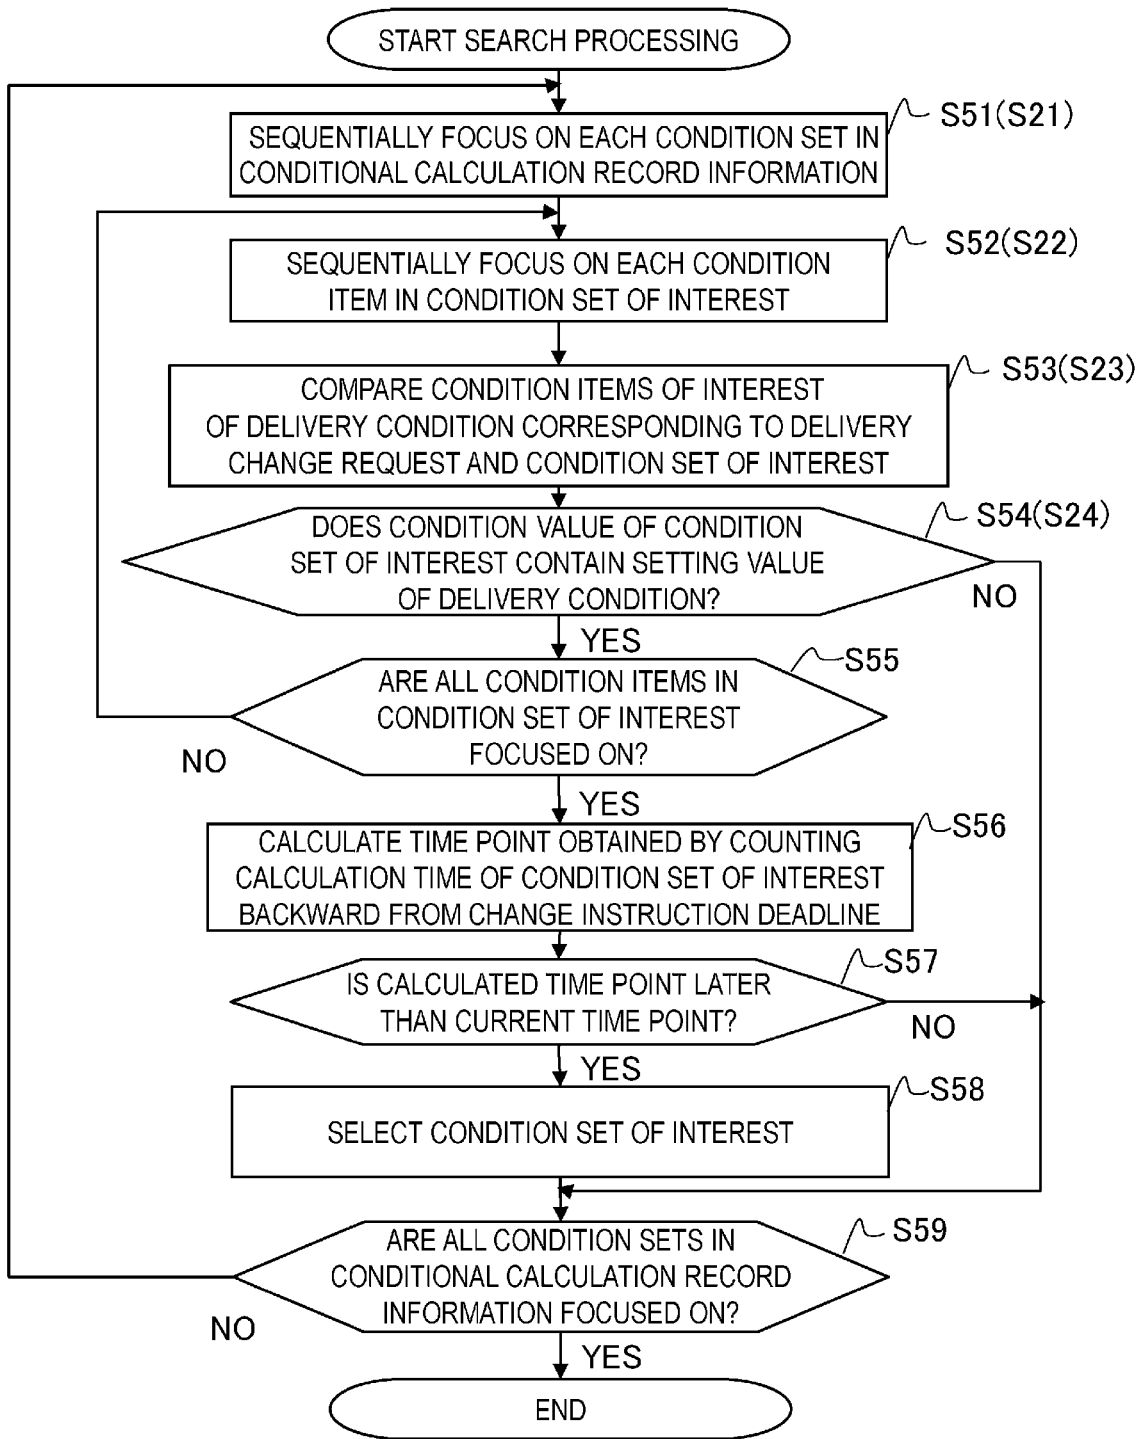 START SEARCH PROCESSING
S51(S21)
SEQUENTIALLY FOCUS ON EACH CONDITION SET IN
CONDITIONAL CALCULATION RECORD INFORMATION
S52(S22)
SEQUENTIALLY FOCUS ON EACH CONDITION
ITEM IN CONDITION SET OF INTEREST
S53(S23)
COMPARE CONDITION ITEMS OF INTEREST
OF DELIVERY CONDITION CORRESPONDING TO DELIVERY
CHANGE REQUEST AND CONDITION SET OF INTEREST
S54(S24)
DOES CONDITION VALUE OF CONDITION
SET OF INTEREST CONTAIN SETTING VALUE
OF DELIVERY CONDITION?
NO
YES
S55
ARE ALL CONDITION ITEMS IN
CONDITION SET OF INTEREST
FOCUSED ON?
NO
YES
S56
CALCULATE TIME POINT OBTAINED BY COUNTING
CALCULATION TIME OF CONDITION SET OF INTEREST
BACKWARD FROM CHANGE INSTRUCTION DEADLINE
S57
IS CALCULATED TIME POINT LATER
THAN CURRENT TIME POINT?
NO
YES
S58
SELECT CONDITION SET OF INTEREST
S59
ARE ALL CONDITION SETS IN
CONDITIONAL CALCULATION RECORD
INFORMATION FOCUSED ON?
NO
YES
END